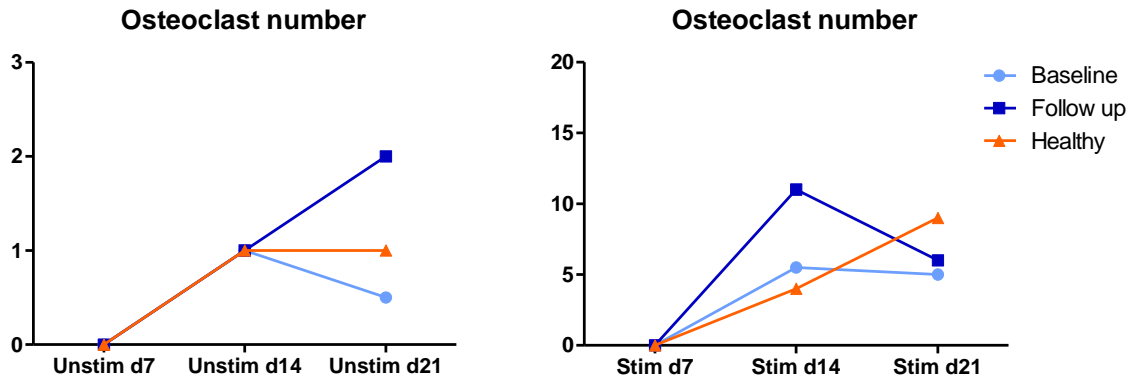 Osteoclast number
3
2
1
0
Unstim d7 Unstim d14 Unstim d21
Osteoclast number
20
15
10
5
0
Stim d7 Stim d14 Stim d21
Baseline
Follow up
Healthy